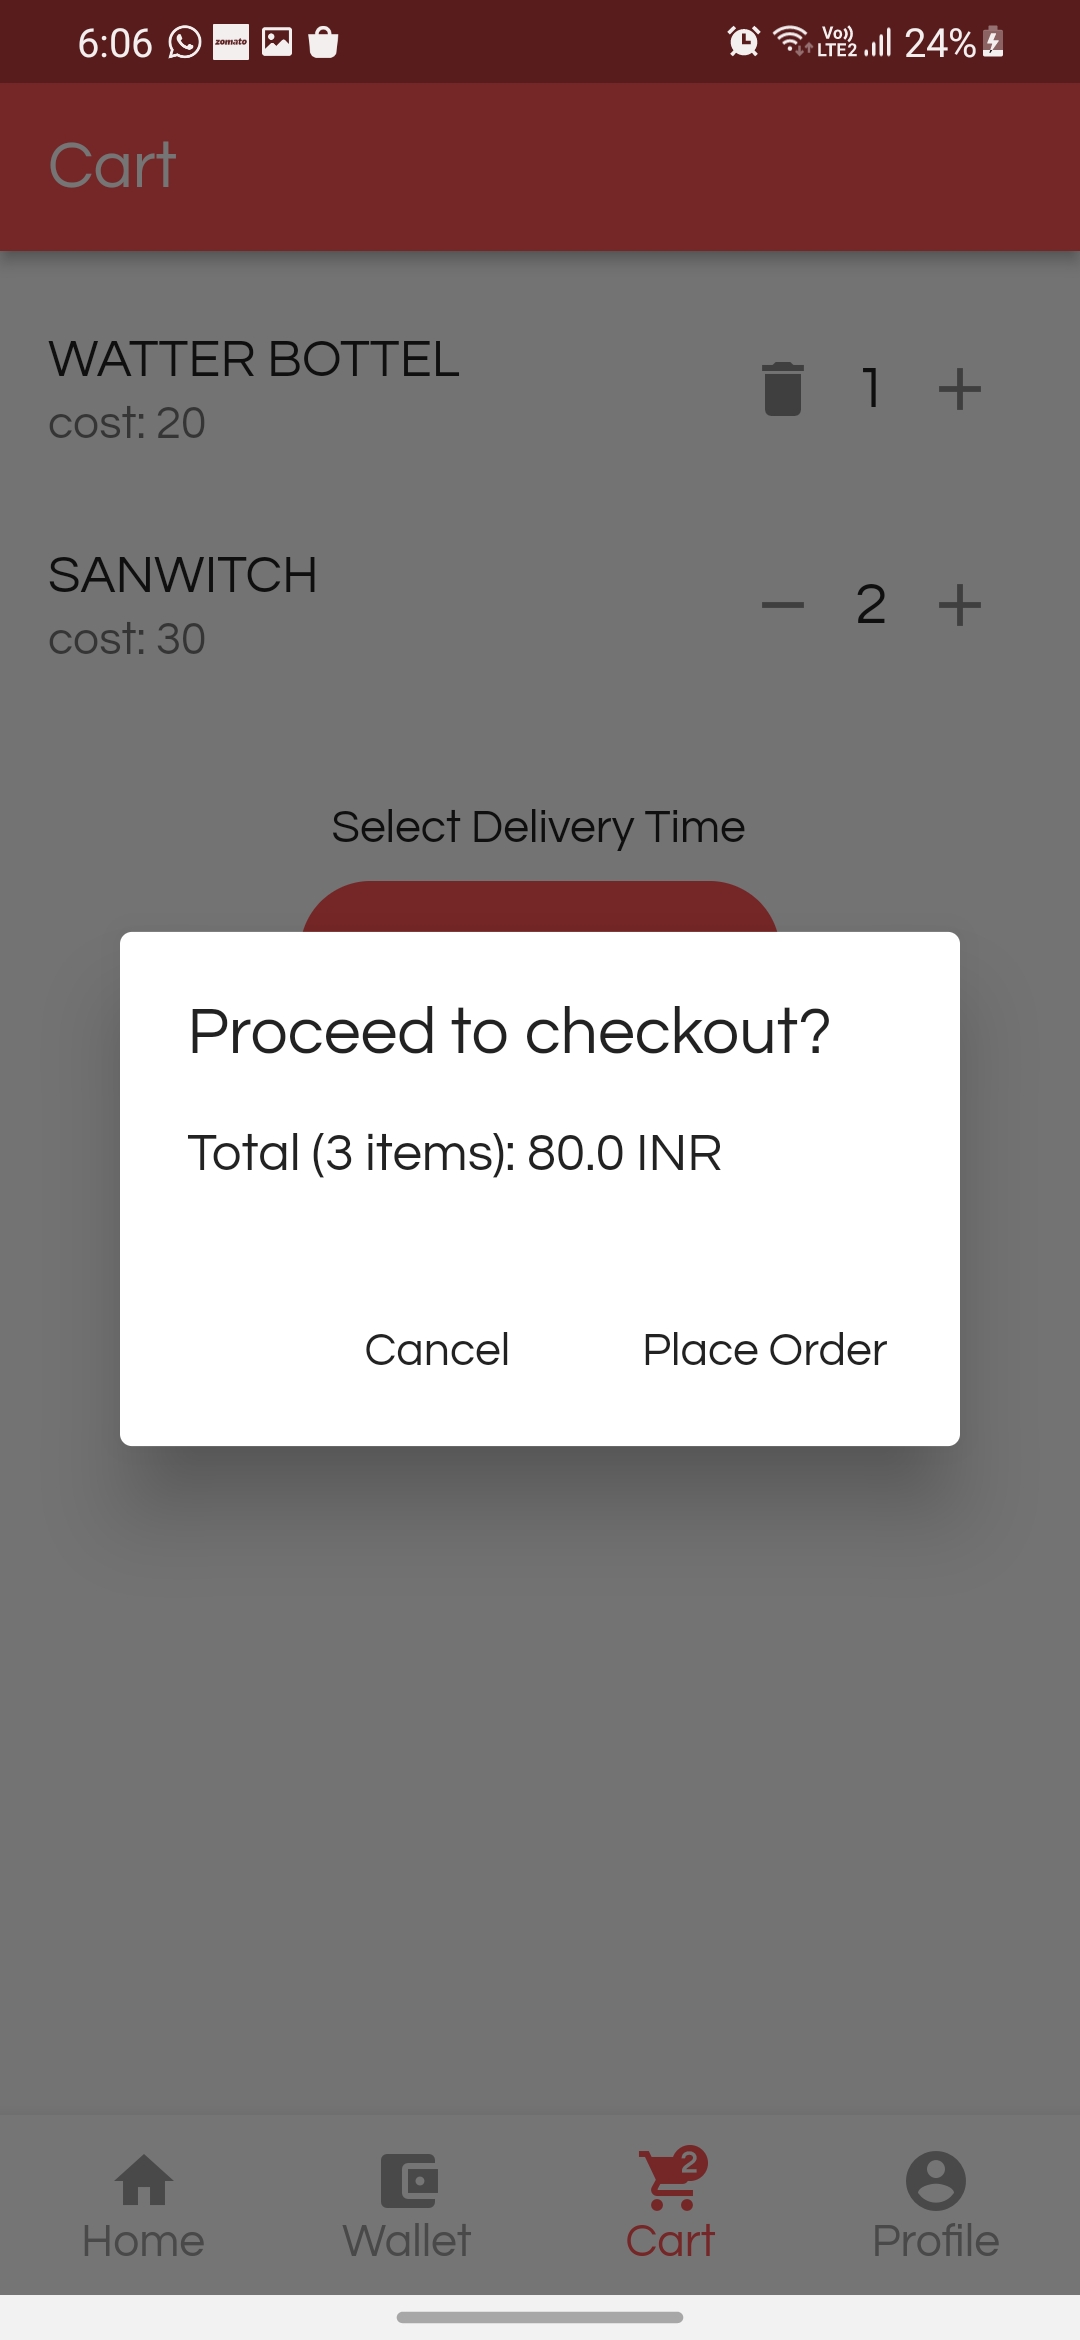 6:06 zomato Vo)) LTE2 24%
Cart
WATTER BOTTEL
cost: 20
1
SANWITCH
cost: 30
2
Select Delivery Time
Proceed to checkout?
Total (3 items): 80.0 INR
Cancel Place Order
2
Home Wallet Cart Profile